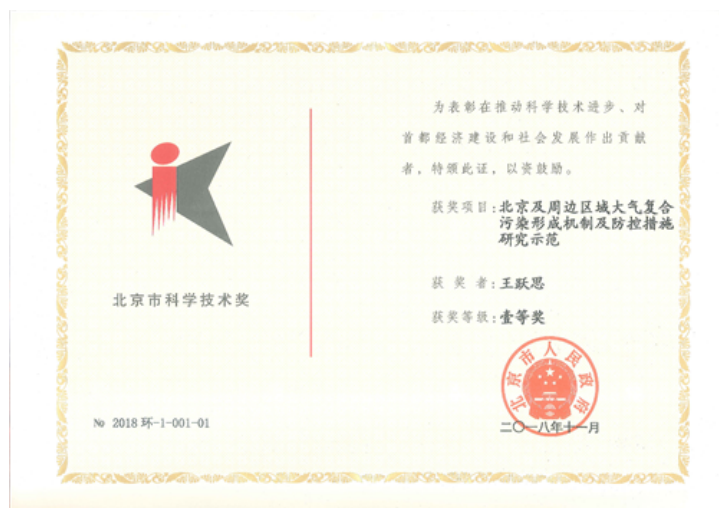 北京市科学技术奖
№ 2018 环-1-001-01
为表彰在推动科学技术进步、对
首都经济建设和社会发展作出贡献
者，特颁此证，以资鼓励。
获奖项目：北京及周边区域大气复合
污染形成机制及防控措施
研究示范
获 奖 者：王跃思
获奖等级：壹等奖
北京市人民政府
二〇一八年十一月